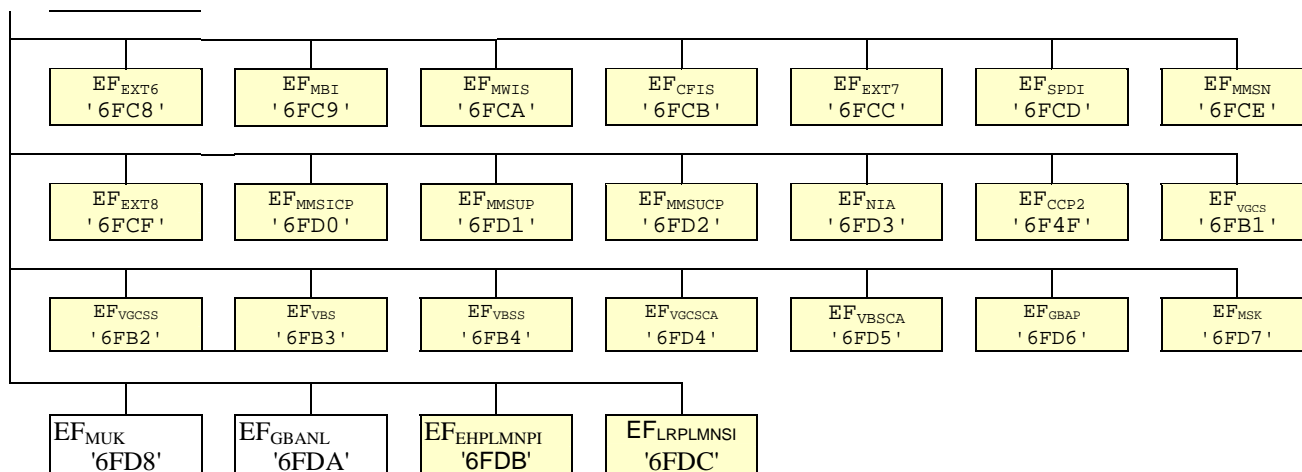 EFEXT6 EFMBI EFMWIS EFCFIS EFEXT7 EFSPDI EFMMSN
'6FC8' '6FC9' '6FCA' '6FCB' '6FCC' '6FCD' '6FCE'
EFEXT8 EFMMSICP EFMMSUP EFMMSUCP EFNIA EFCCP2 EFVGCS
'6FCF' '6FD0' '6FD1' '6FD2' '6FD3' '6F4F' '6FB1'
EFVGCSS EFVBS EFVBSS EFVGCSCA EFVBSCA EFGBAP EFMSK
'6FB2' '6FB3' '6FB4' '6FD4' '6FD5' '6FD6' '6FD7'
EFMUK EFGBANL EFEHPLMNPI EFLRPLMNSI
'6FD8' '6FDA' '6FDB' '6FDC'